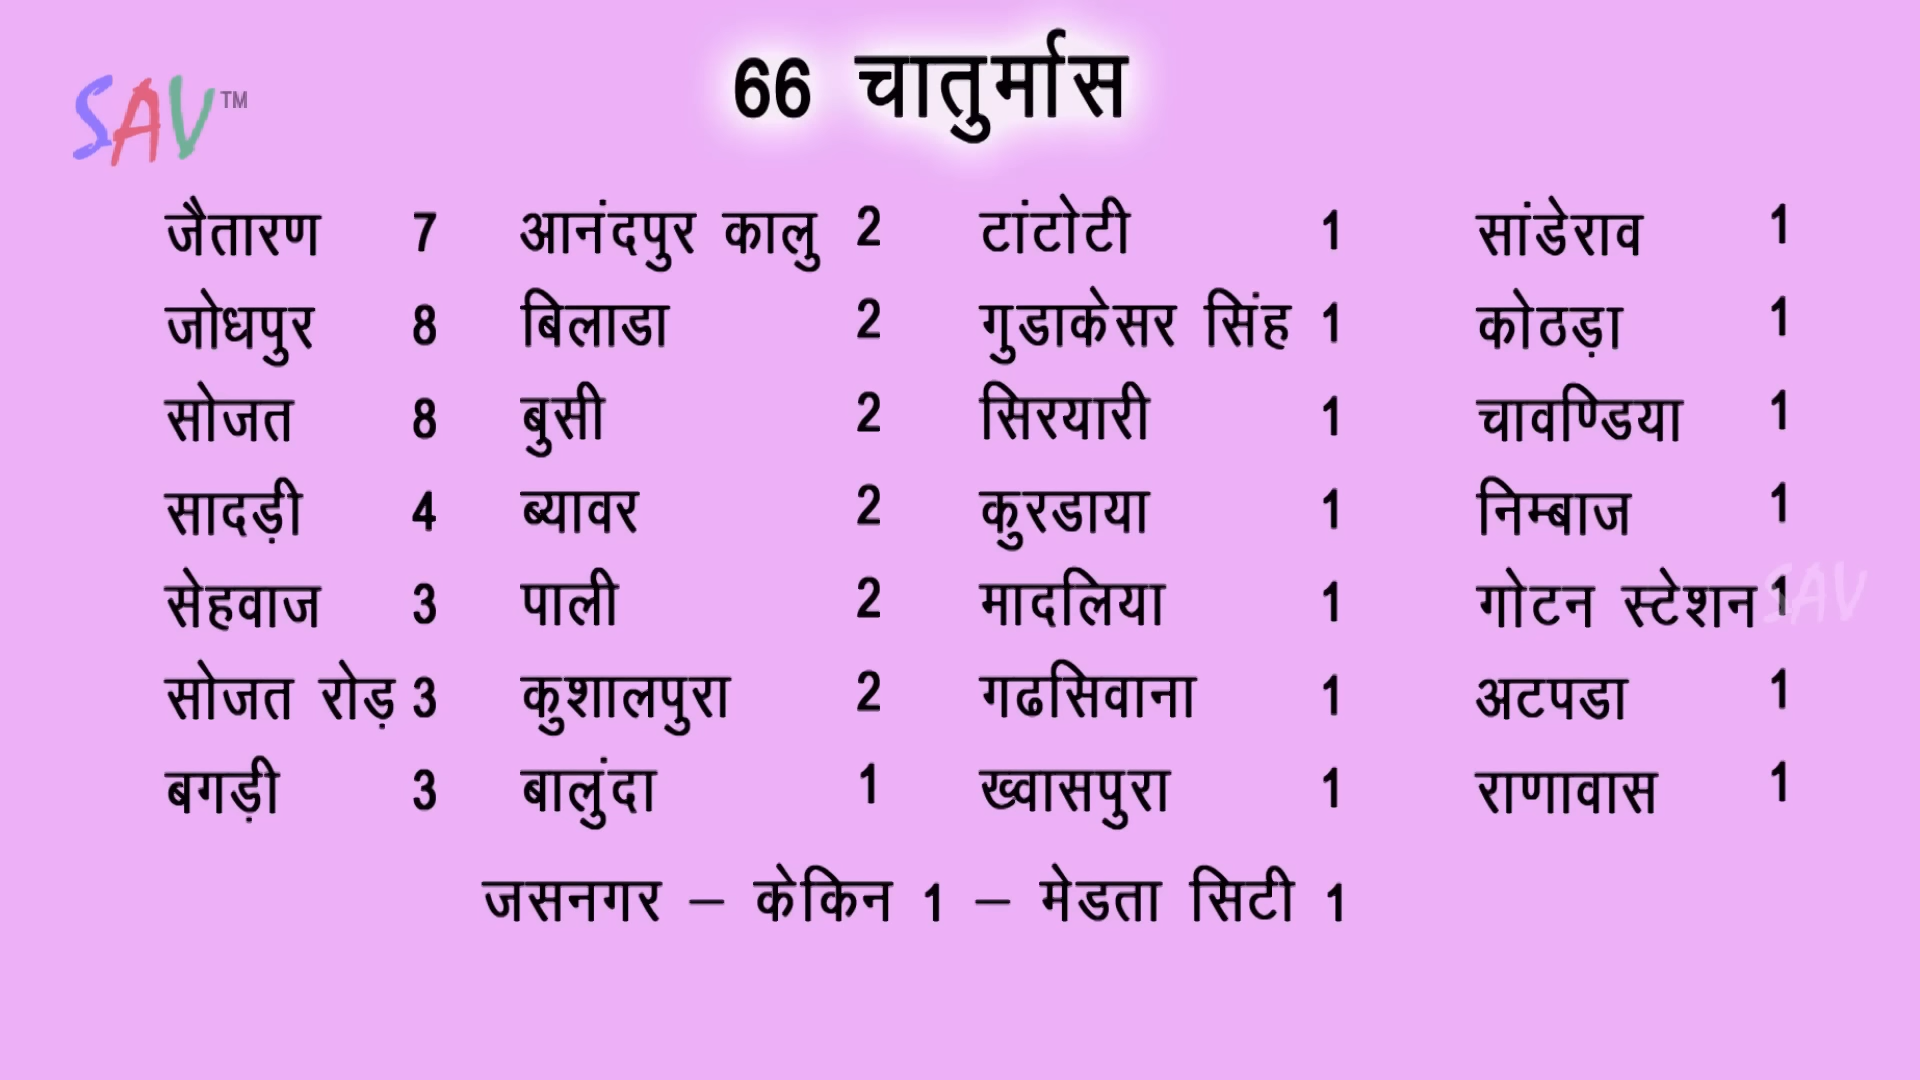 66 चातुर्मास
SAV™
जैतारण 7 आनंदपुर कालु 2 टांटोटी 1 सांडेराव 1
जोधपुर 8 बिलाडा 2 गुडाकेसर सिंह 1 कोठड़ा 1
सोजत 8 बुसी 2 सिरयारी 1 चावण्डिया 1
सादड़ी 4 ब्यावर 2 कुरडाया 1 निम्बाज 1
सेहवाज 3 पाली 2 मादलिया 1 गोटन स्टेशन 1
SAV
सोजत रोड़ 3 कुशालपुरा 2 गढसिवाना 1 अटपडा 1
बगड़ी 3 बालुंदा 1 ख्वासपुरा 1 राणावास 1
जसनगर – केकिन 1 – मेडता सिटी 1